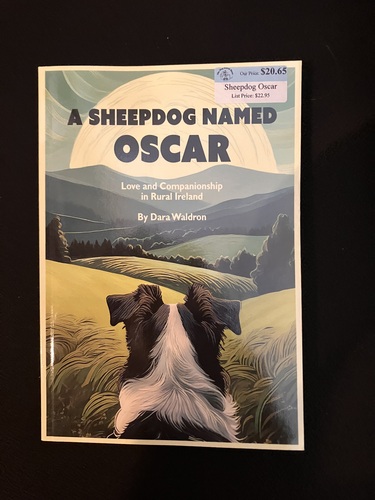 Our Price: $20.65
Sheepdog Oscar
List Price: $22.95
A SHEEPDOG NAMED
OSCAR
Love and Companionship
in Rural Ireland
By Dara Waldron